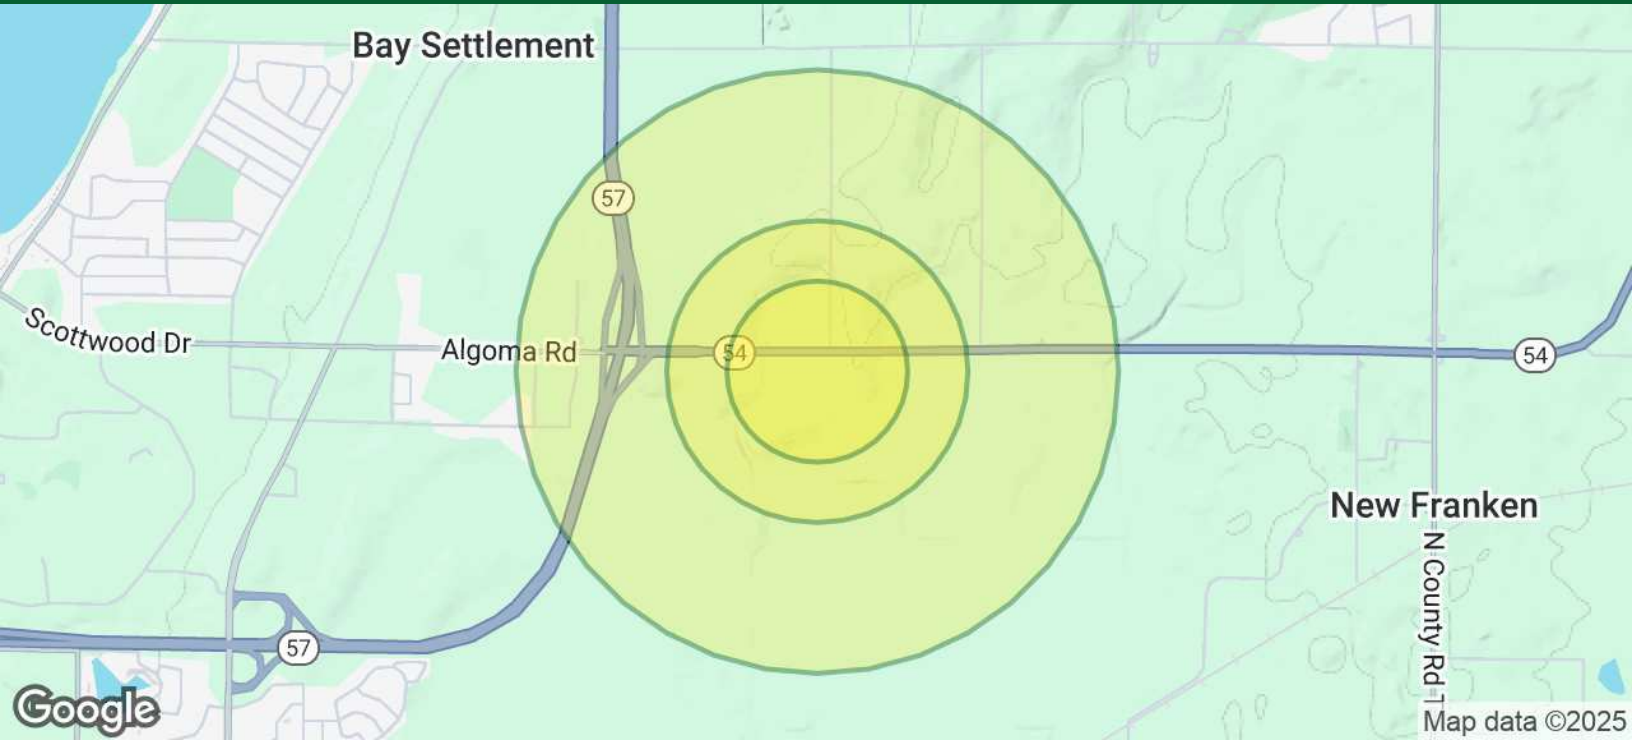 Bay Settlement
57
Scottwood Dr
Algoma Rd
54
54
New Franken
N County Rd T
57
Google
Map data ©2025